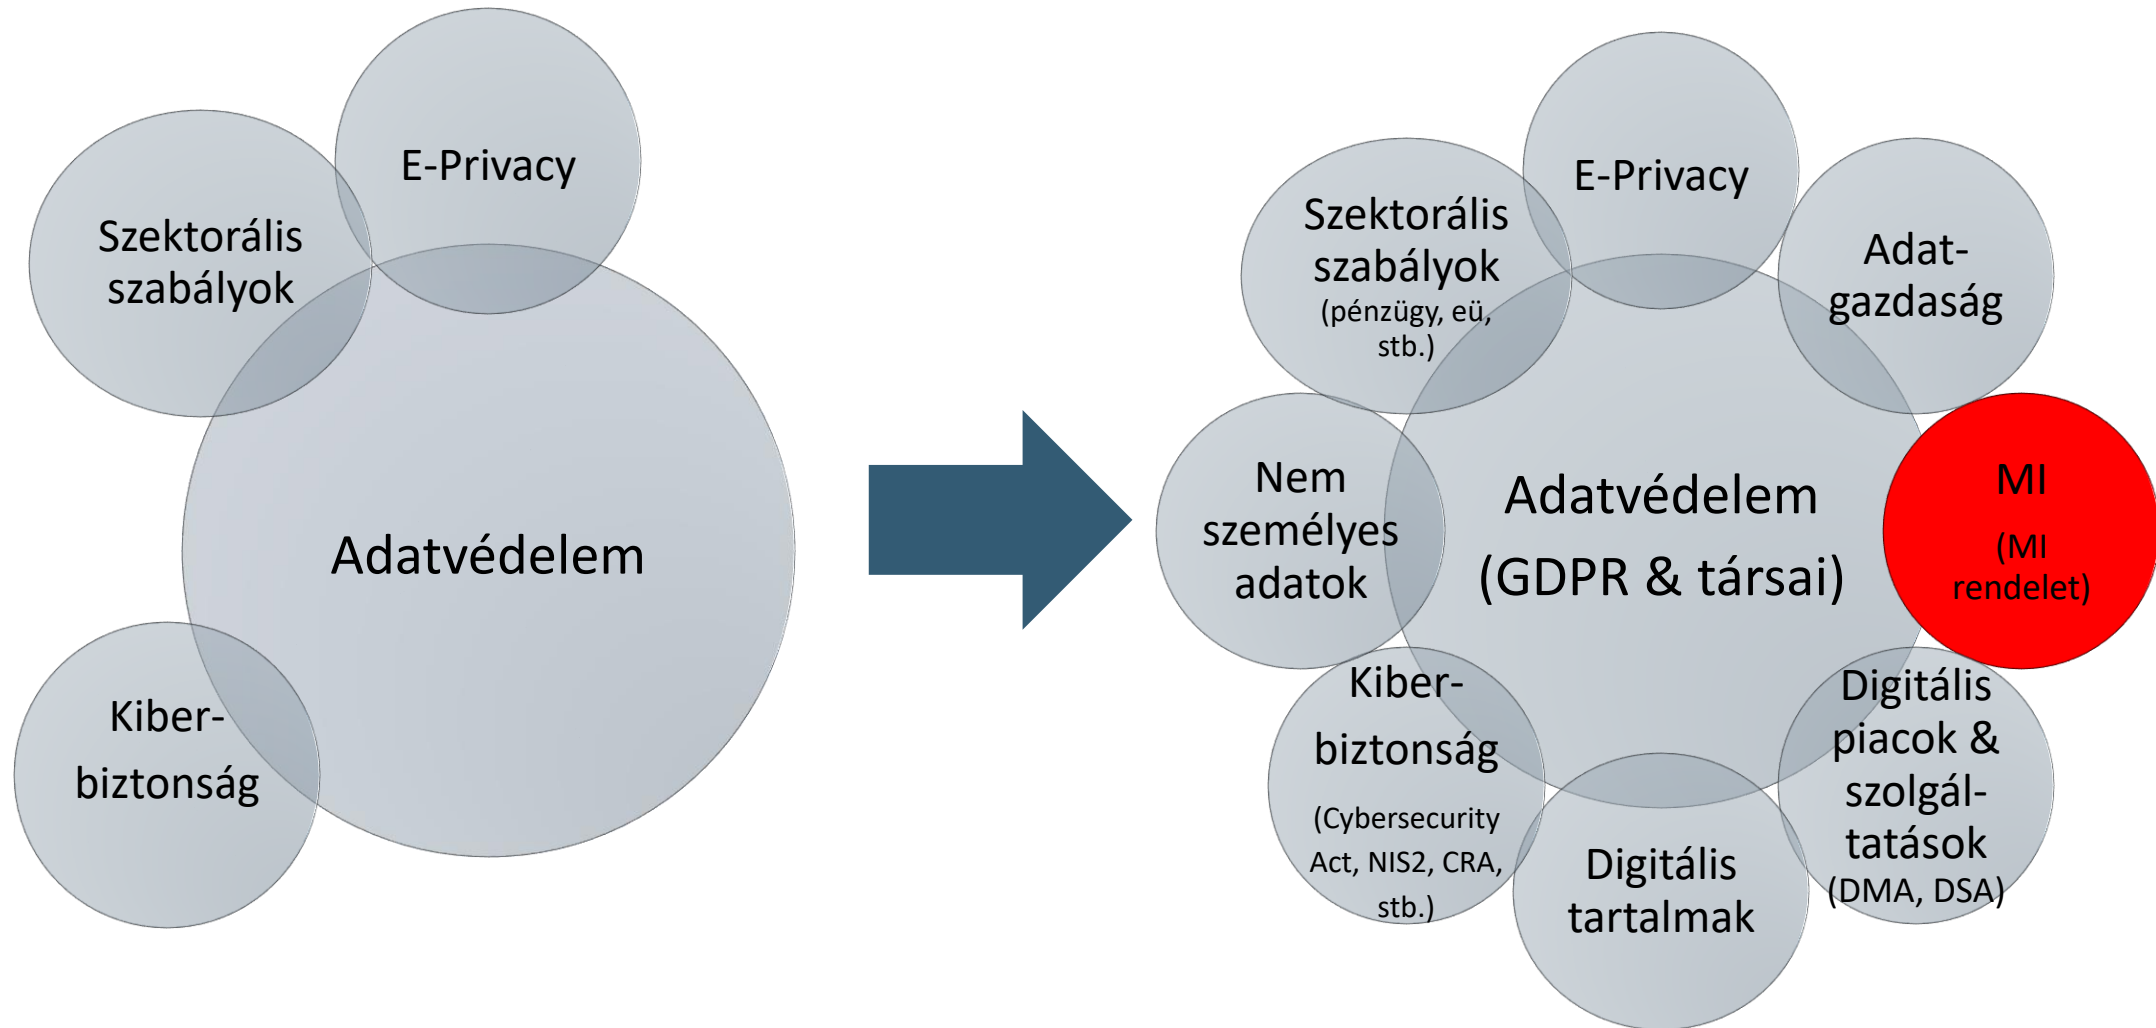 E-Privacy
Szektorális
szabályok
Adatvédelem
Kiber-
biztonság
E-Privacy
Szektorális
szabályok
(pénzügy, eü,
stb.)
Adat-
gazdaság
Nem
személyes
adatok
Adatvédelem
(GDPR & társai)
MI
(MI
rendelet)
Kiber-
biztonság
(Cybersecurity
Act, NIS2, CRA,
stb.)
Digitális
tartalmak
Digitális
piacok &
szolgál-
tatások
(DMA, DSA)